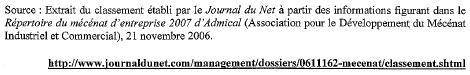 Source : Extrait du classement établi par le Journal du Net à partir des informations figurant dans le
Répertoire du mécénat d'entreprise 2007 d'Admical (Association pour le Développement du Mécénat
Industriel et Commercial), 21 novembre 2006.
http://www.journaldunet.com/management/dossiers/0611162-mecenat/classement.shtml